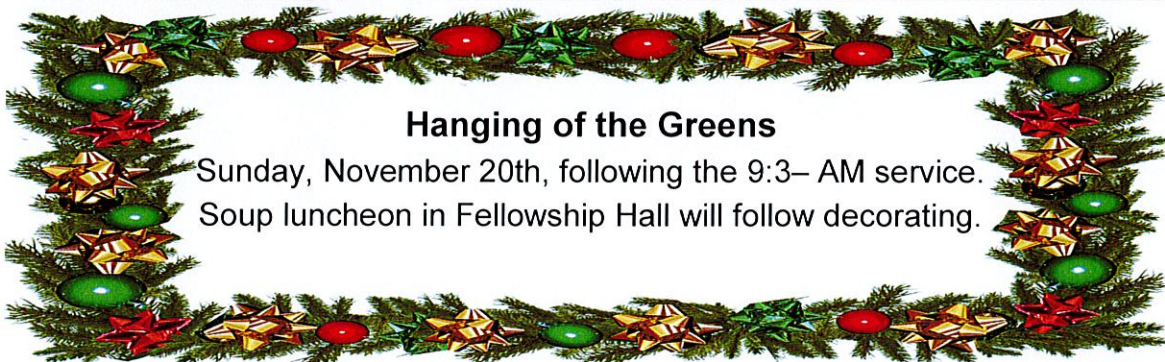 Hanging of the Greens
Sunday, November 20th, following the 9:3– AM service.
Soup luncheon in Fellowship Hall will follow decorating.